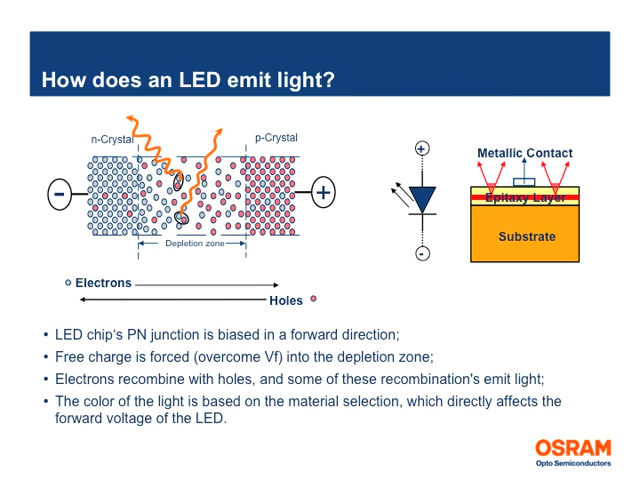 How does an LED emit light?
n-Crystal
p-Crystal
-
+
Depletion zone
Electrons
Holes
+
-
Metallic Contact
Epitaxy Layer
Substrate
• LED chip‘s PN junction is biased in a forward direction;
• Free charge is forced (overcome Vf) into the depletion zone;
• Electrons recombine with holes, and some of these recombination's emit light;
• The color of the light is based on the material selection, which directly affects the
forward voltage of the LED.
OSRAM
Opto Semiconductors